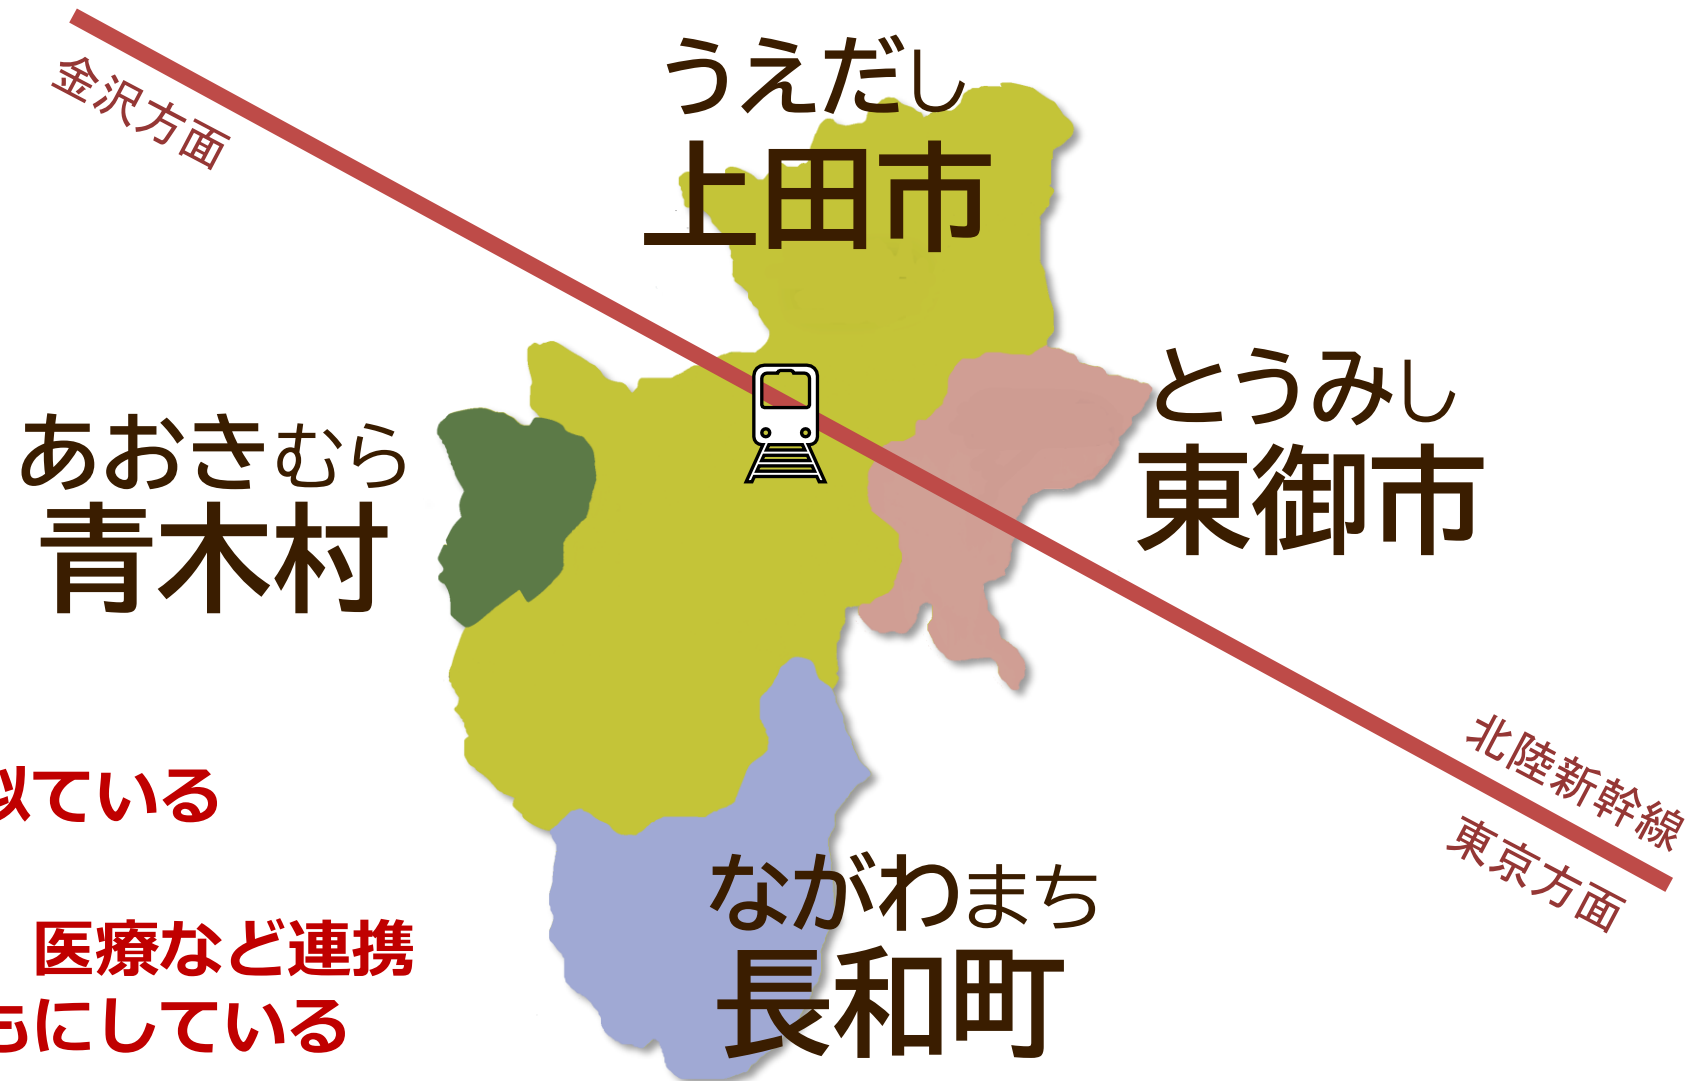 金沢方面
うえだし
上田市
とうみし
東御市
あおきむら
青木村
ながわまち
長和町
北陸新幹線
東京方面
似ている
医療など連携
もにしている